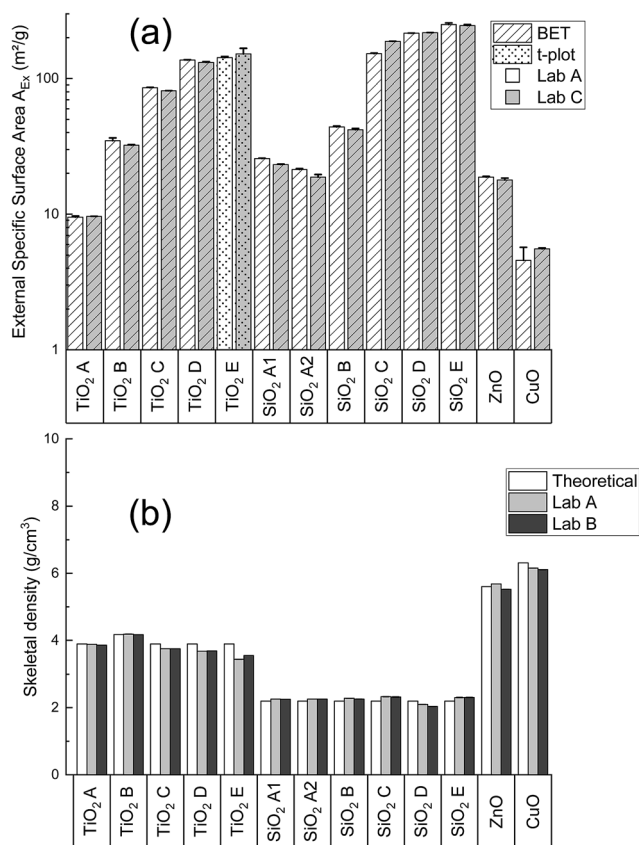 (a)
BET
t-plot
Lab A
Lab C
External Specific Surface Area A_Ex (m²/g)
100
10
1
TiO₂ A
TiO₂ B
TiO₂ C
TiO₂ D
TiO₂ E
SiO₂ A1
SiO₂ A2
SiO₂ B
SiO₂ C
SiO₂ D
SiO₂ E
ZnO
CuO
(b)
Theoretical
Lab A
Lab B
Skeletal density (g/cm³)
10
8
6
4
2
0
TiO₂ A
TiO₂ B
TiO₂ C
TiO₂ D
TiO₂ E
SiO₂ A1
SiO₂ A2
SiO₂ B
SiO₂ C
SiO₂ D
SiO₂ E
ZnO
CuO